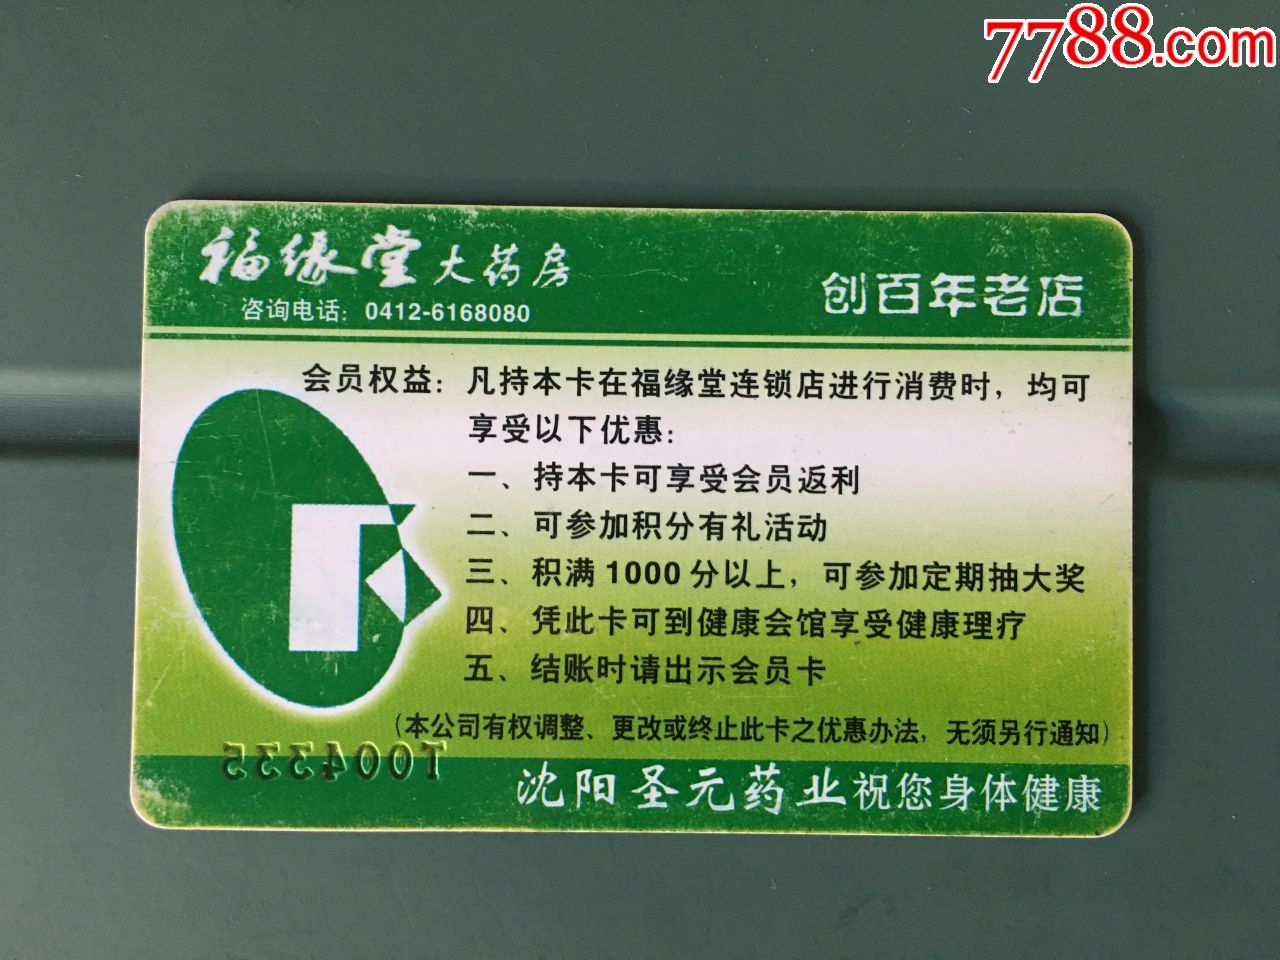 7788.com
福缘堂大药房
咨询电话：0412-6168080
创百年老店
会员权益：凡持本卡在福缘堂连锁店进行消费时，均可
享受以下优惠：
一、持本卡可享受会员返利
二、可参加积分有礼活动
三、积满1000分以上，可参加定期抽大奖
四、凭此卡可到健康会馆享受健康理疗
五、结账时请出示会员卡
（本公司有权调整、更改或终止此卡之优惠办法，无须另行通知）
T004335
沈阳圣元药业祝您身体健康